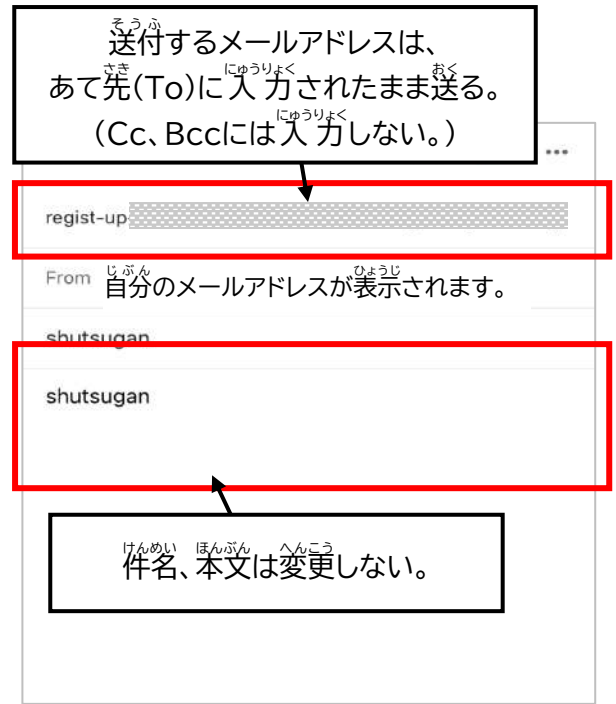 送付するメールアドレスは、
あて先(To)に入力されたまま送る。
(Cc、Bccには入力しない。)
...
regist-up
From 自分のメールアドレスが表示されます。
shutsugan
shutsugan
件名、本文は変更しない。